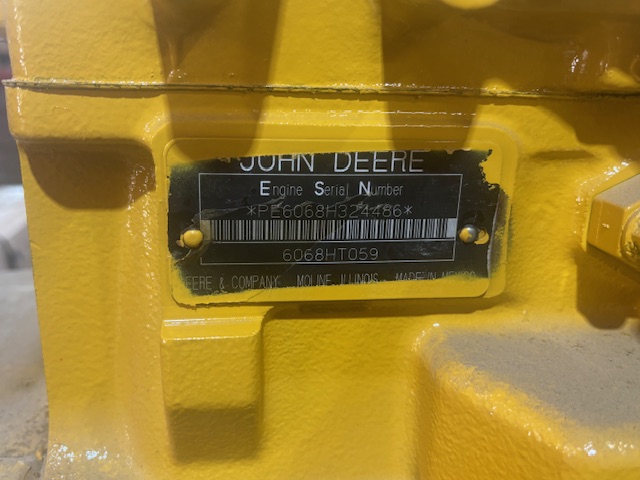 JOHN DEERE
Engine Serial Number
*PE6068H324486*
6068HT059
DEERE & COMPANY MOLINE, ILLINOIS MADE IN MEXICO